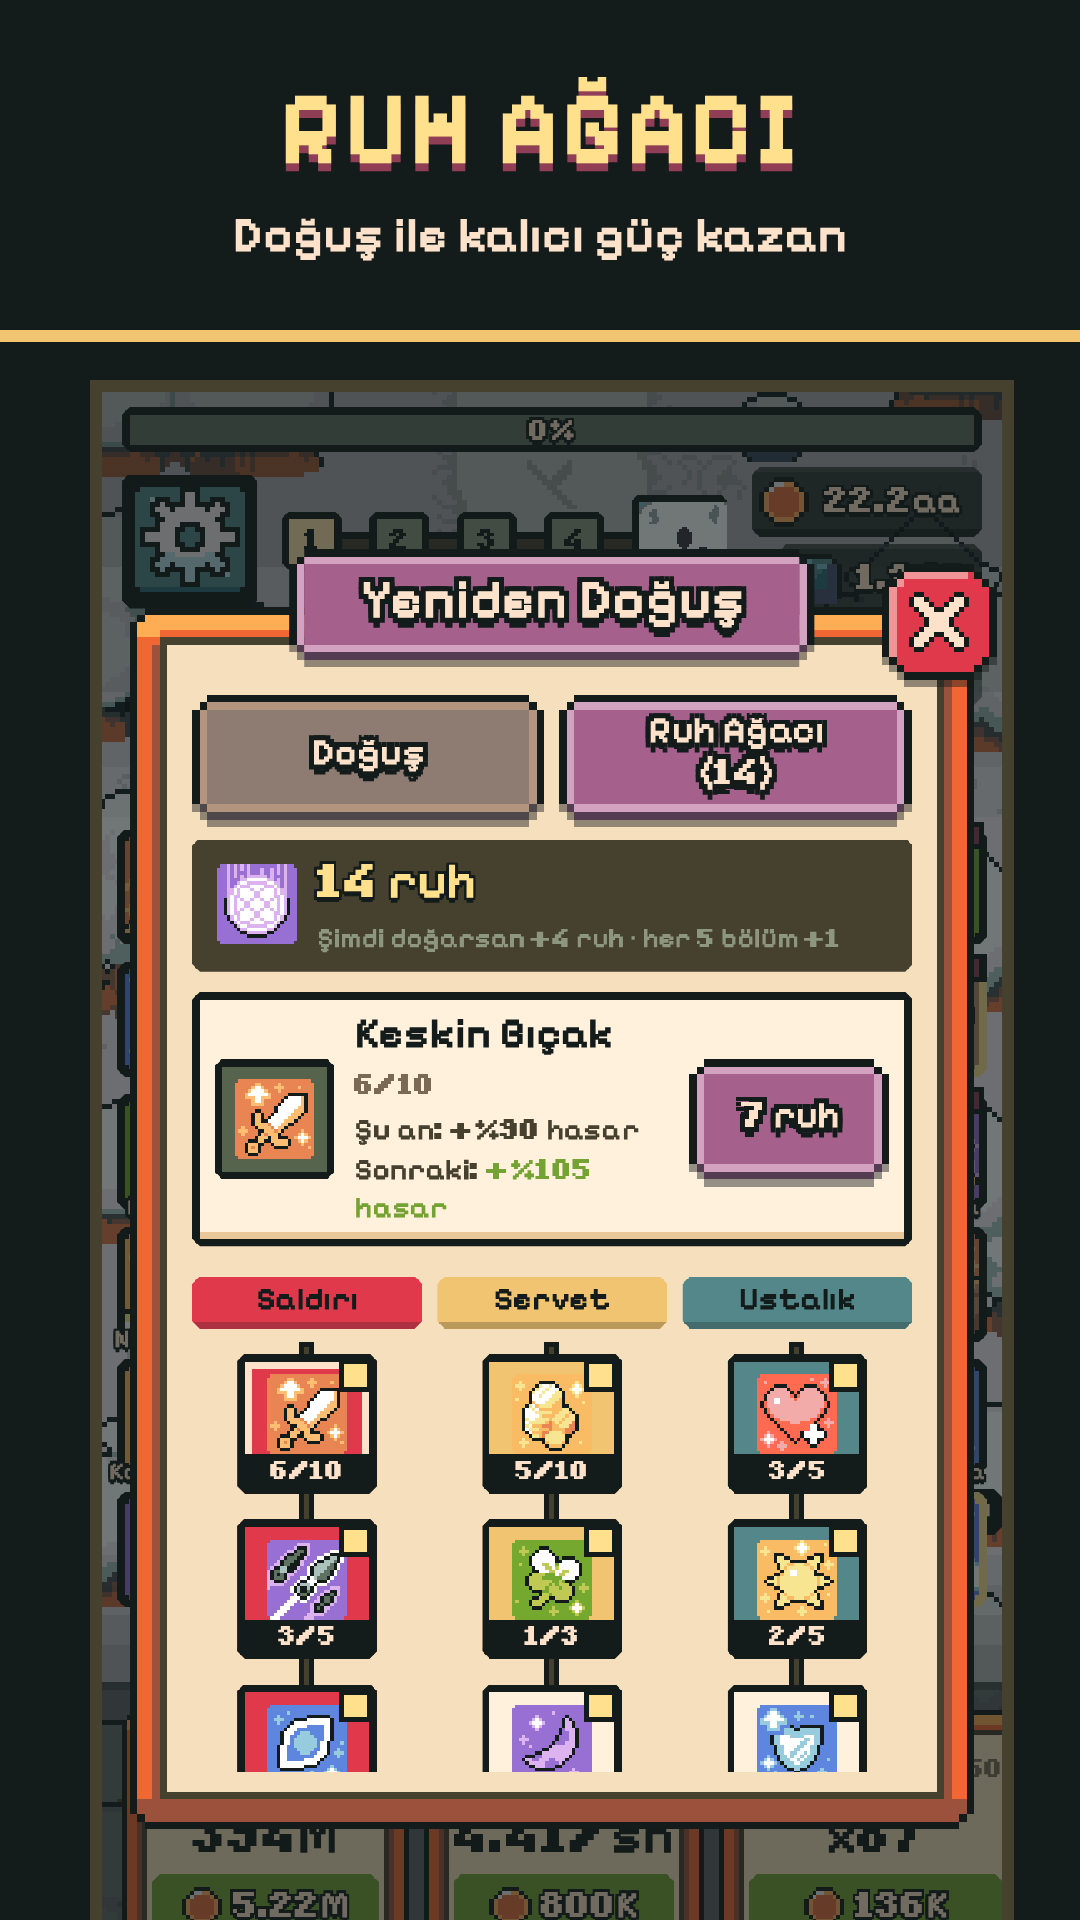 RUH AĞACI
Doğuş ile kalıcı güç kazan
0%
22.2aa
1 2 3 4
Yeniden Doğuş
Doğuş
Ruh Ağacı
(14)
14 ruh
Şimdi doğarsan +4 ruh · her 5 bölüm +1
Keskin Bıçak
6/10
Şu an: +%90 hasar
Sonraki: +%105
hasar
7 ruh
Saldırı Servet Ustalık
6/10 5/10 3/5
3/5 1/3 2/5
5.22M 800K 136K